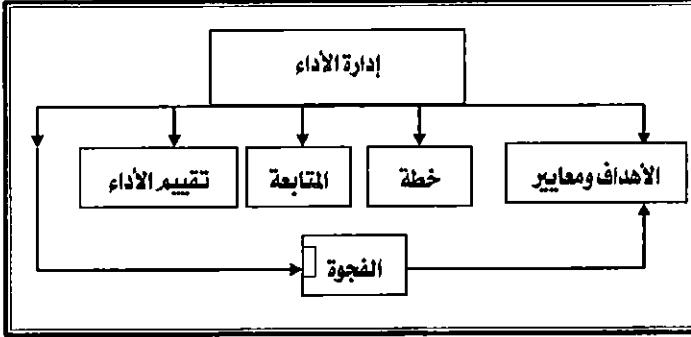 إدارة الأداء
الأهداف ومعايير
خطة
المتابعة
تقييم الأداء
الفجوة